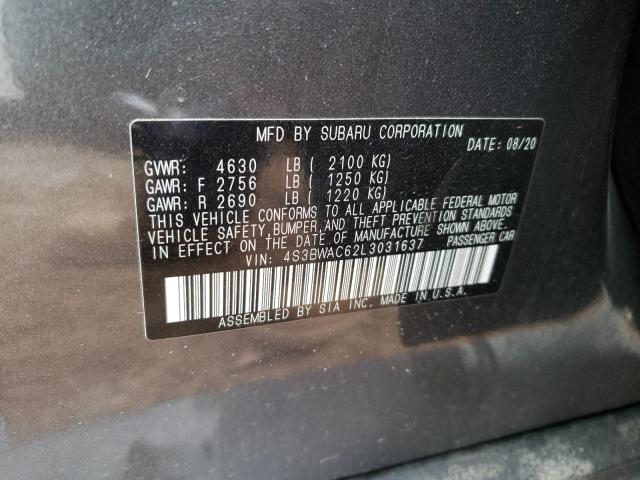 MFD BY SUBARU CORPORATION
DATE: 08/20
GVWR: 4630 LB ( 2100 KG)
GAWR: F 2756 LB ( 1250 KG)
GAWR: R 2690 LB ( 1220 KG)
THIS VEHICLE CONFORMS TO ALL APPLICABLE FEDERAL MOTOR
VEHICLE SAFETY, BUMPER, AND THEFT PREVENTION STANDARDS
IN EFFECT ON THE DATE OF MANUFACTURE SHOWN ABOVE.
VIN: 4S3BWAC62L3031637 PASSENGER CAR
ASSEMBLED BY SIA INC. MADE IN U.S.A.